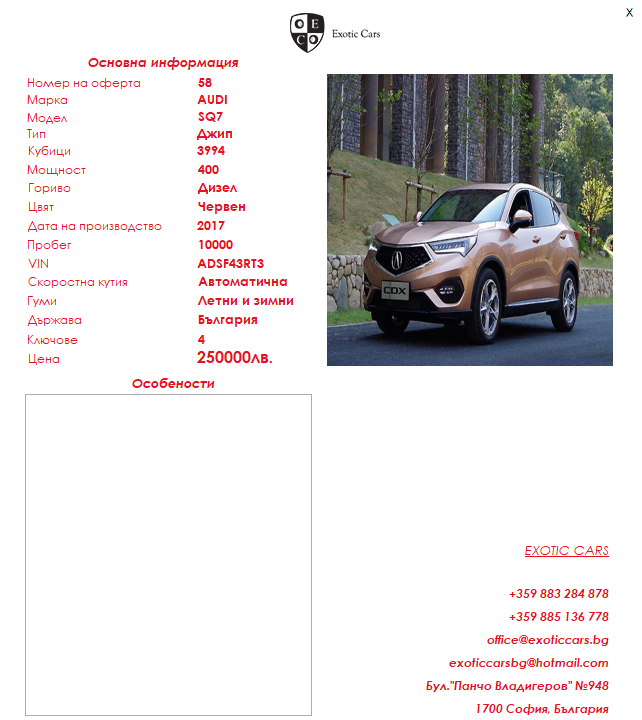 X
OECO
Exotic Cars
Основна информация
Номер на оферта 58
Марка AUDI
Модел SQ7
Тип Джип
Кубици 3994
Мощност 400
Гориво Дизел
Цвят Червен
Дата на производство 2017
Пробег 10000
VIN ADSF43RT3
Скоростна кутия Автоматична
Гуми Летни и зимни
Държава България
Ключове 4
Цена 250000лв.
CDX
Особености
EXOTIC CARS
+359 883 284 878
+359 885 136 778
office@exoticcars.bg
exoticcarsbg@hotmail.com
Бул."Панчо Владигеров" №948
1700 София, България